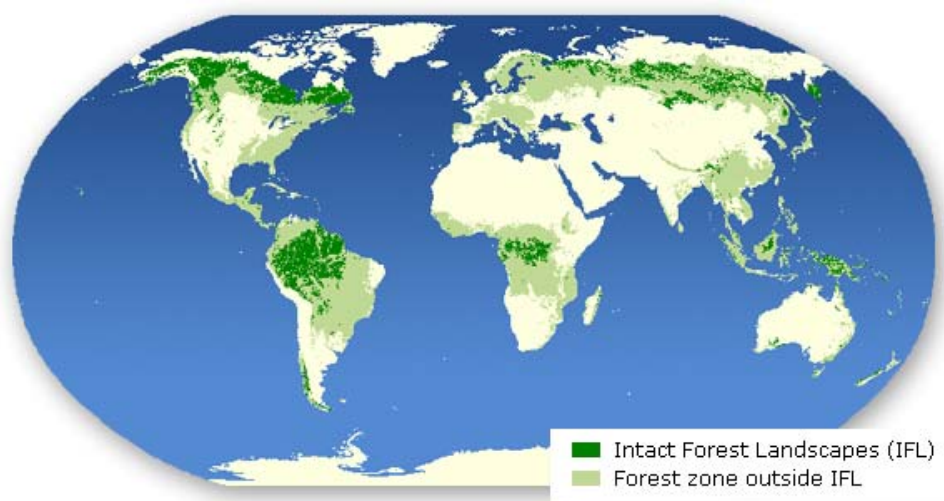 Intact Forest Landscapes (IFL)
Forest zone outside IFL